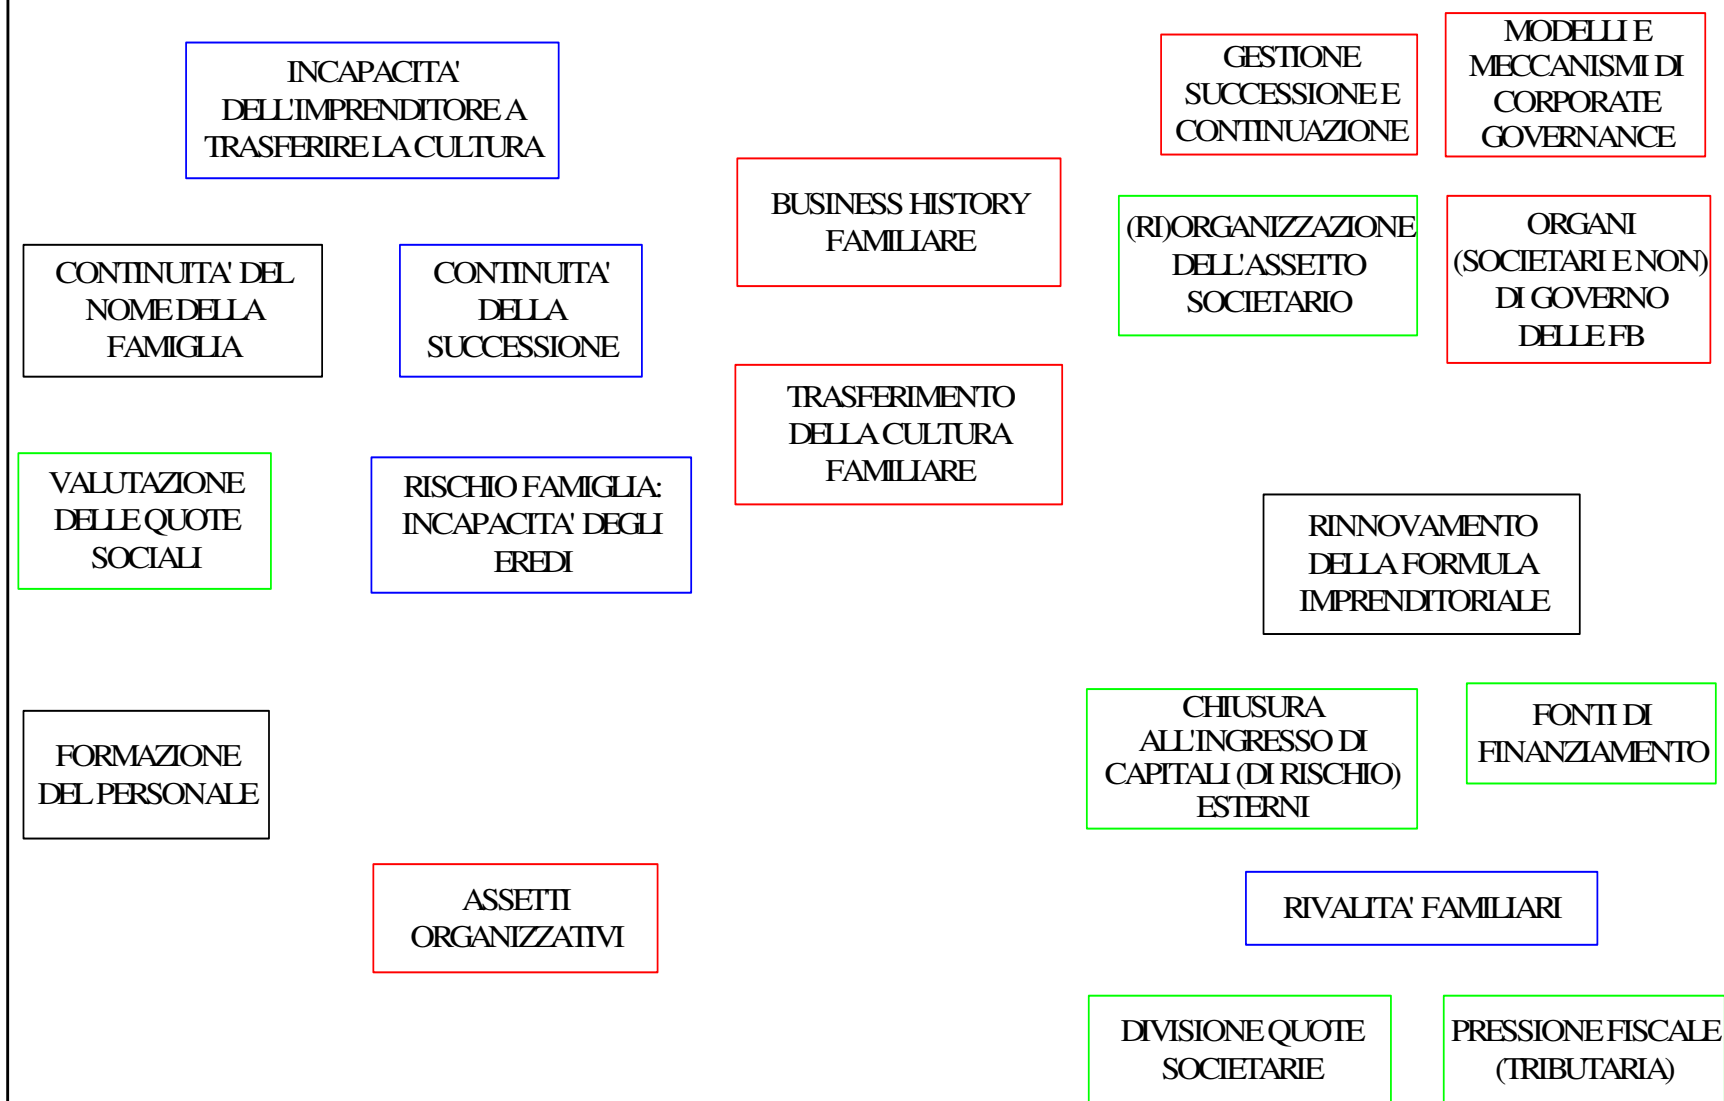 INCAPACITA'
DELL'IMPRENDITORE A
TRASFERIRE LA CULTURA
GESTIONE
SUCCESSIONE E
CONTINUAZIONE
MODELLI E
MECCANISMI DI
CORPORATE
GOVERNANCE
BUSINESS HISTORY
FAMILIARE
(RI)ORGANIZZAZIONE
DELL'ASSETTO
SOCIETARIO
ORGANI
(SOCIETARI E NON)
DI GOVERNO
DELLE FB
CONTINUITA' DEL
NOME DELLA
FAMIGLIA
CONTINUITA'
DELLA
SUCCESSIONE
TRASFERIMENTO
DELLA CULTURA
FAMILIARE
VALUTAZIONE
DELLE QUOTE
SOCIALI
RISCHIO FAMIGLIA:
INCAPACITA' DEGLI
EREDI
RINNOVAMENTO
DELLA FORMULA
IMPRENDITORIALE
FORMAZIONE
DEL PERSONALE
CHIUSURA
ALL'INGRESSO DI
CAPITALI (DI RISCHIO)
ESTERNI
FONTI DI
FINANZIAMENTO
ASSETTI
ORGANIZZATIVI
RIVALITA' FAMILIARI
DIVISIONE QUOTE
SOCIETARIE
PRESSIONE FISCALE
(TRIBUTARIA)